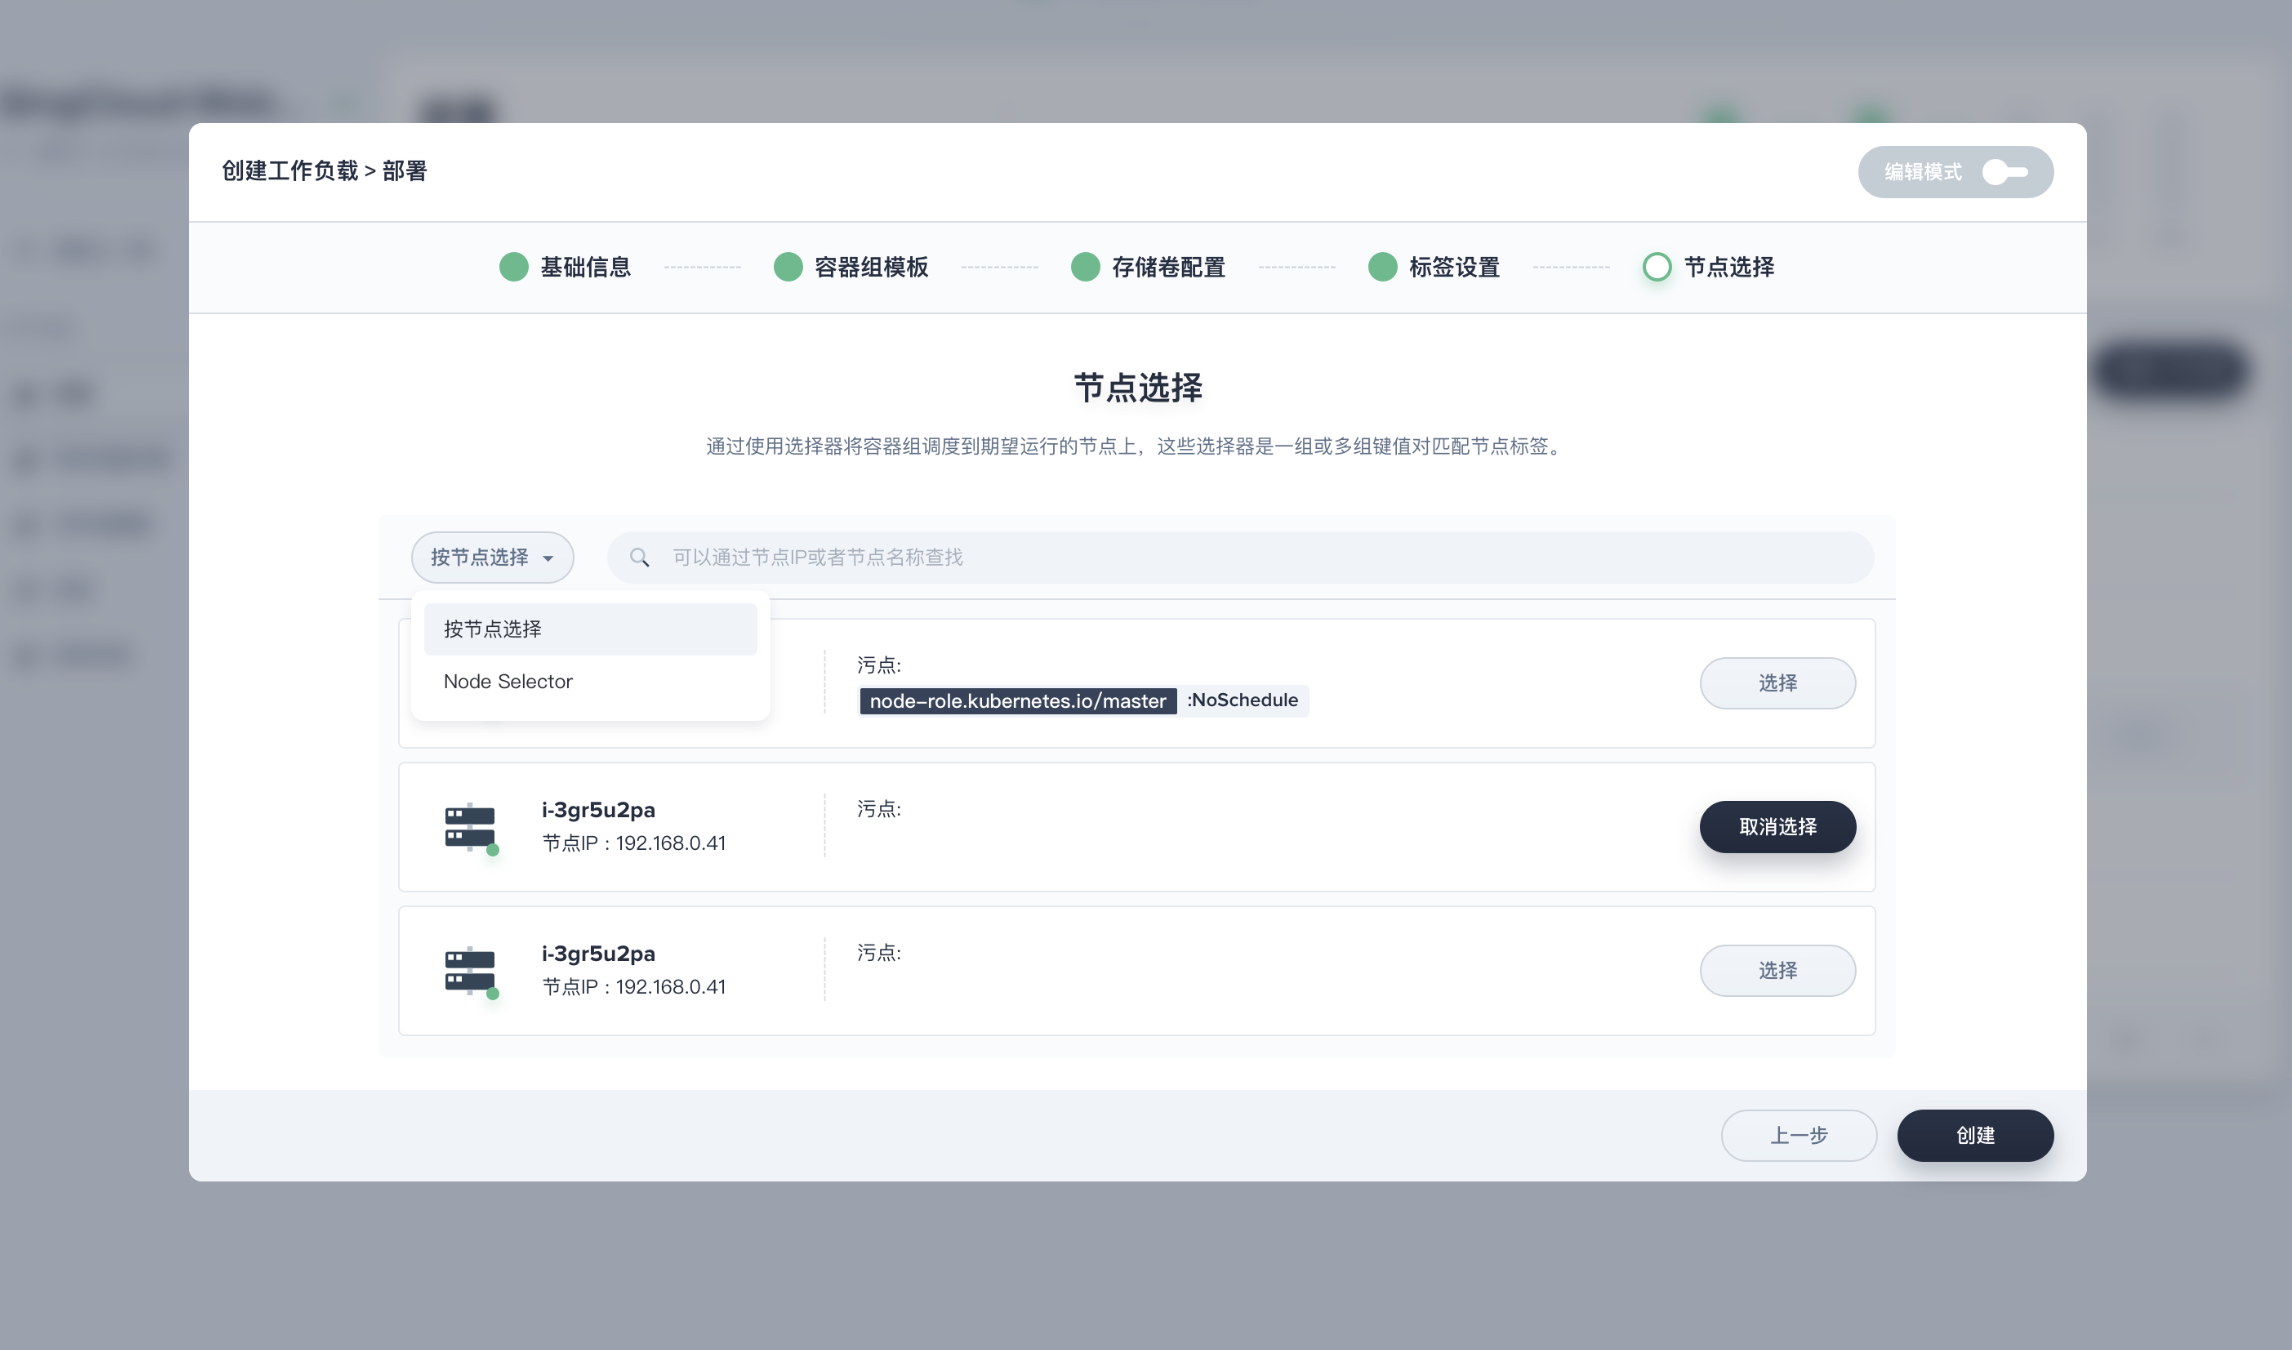 创建工作负载 > 部署
编辑模式
基础信息
容器组模板
存储卷配置
标签设置
节点选择
节点选择
通过使用选择器将容器组调度到期望运行的节点上，这些选择器是一组或多组键值对匹配节点标签。
按节点选择
可以通过节点IP或者节点名称查找
按节点选择
Node Selector
污点:
node-role.kubernetes.io/master :NoSchedule
选择
i-3gr5u2pa
节点IP : 192.168.0.41
污点:
取消选择
i-3gr5u2pa
节点IP : 192.168.0.41
污点:
选择
上一步
创建